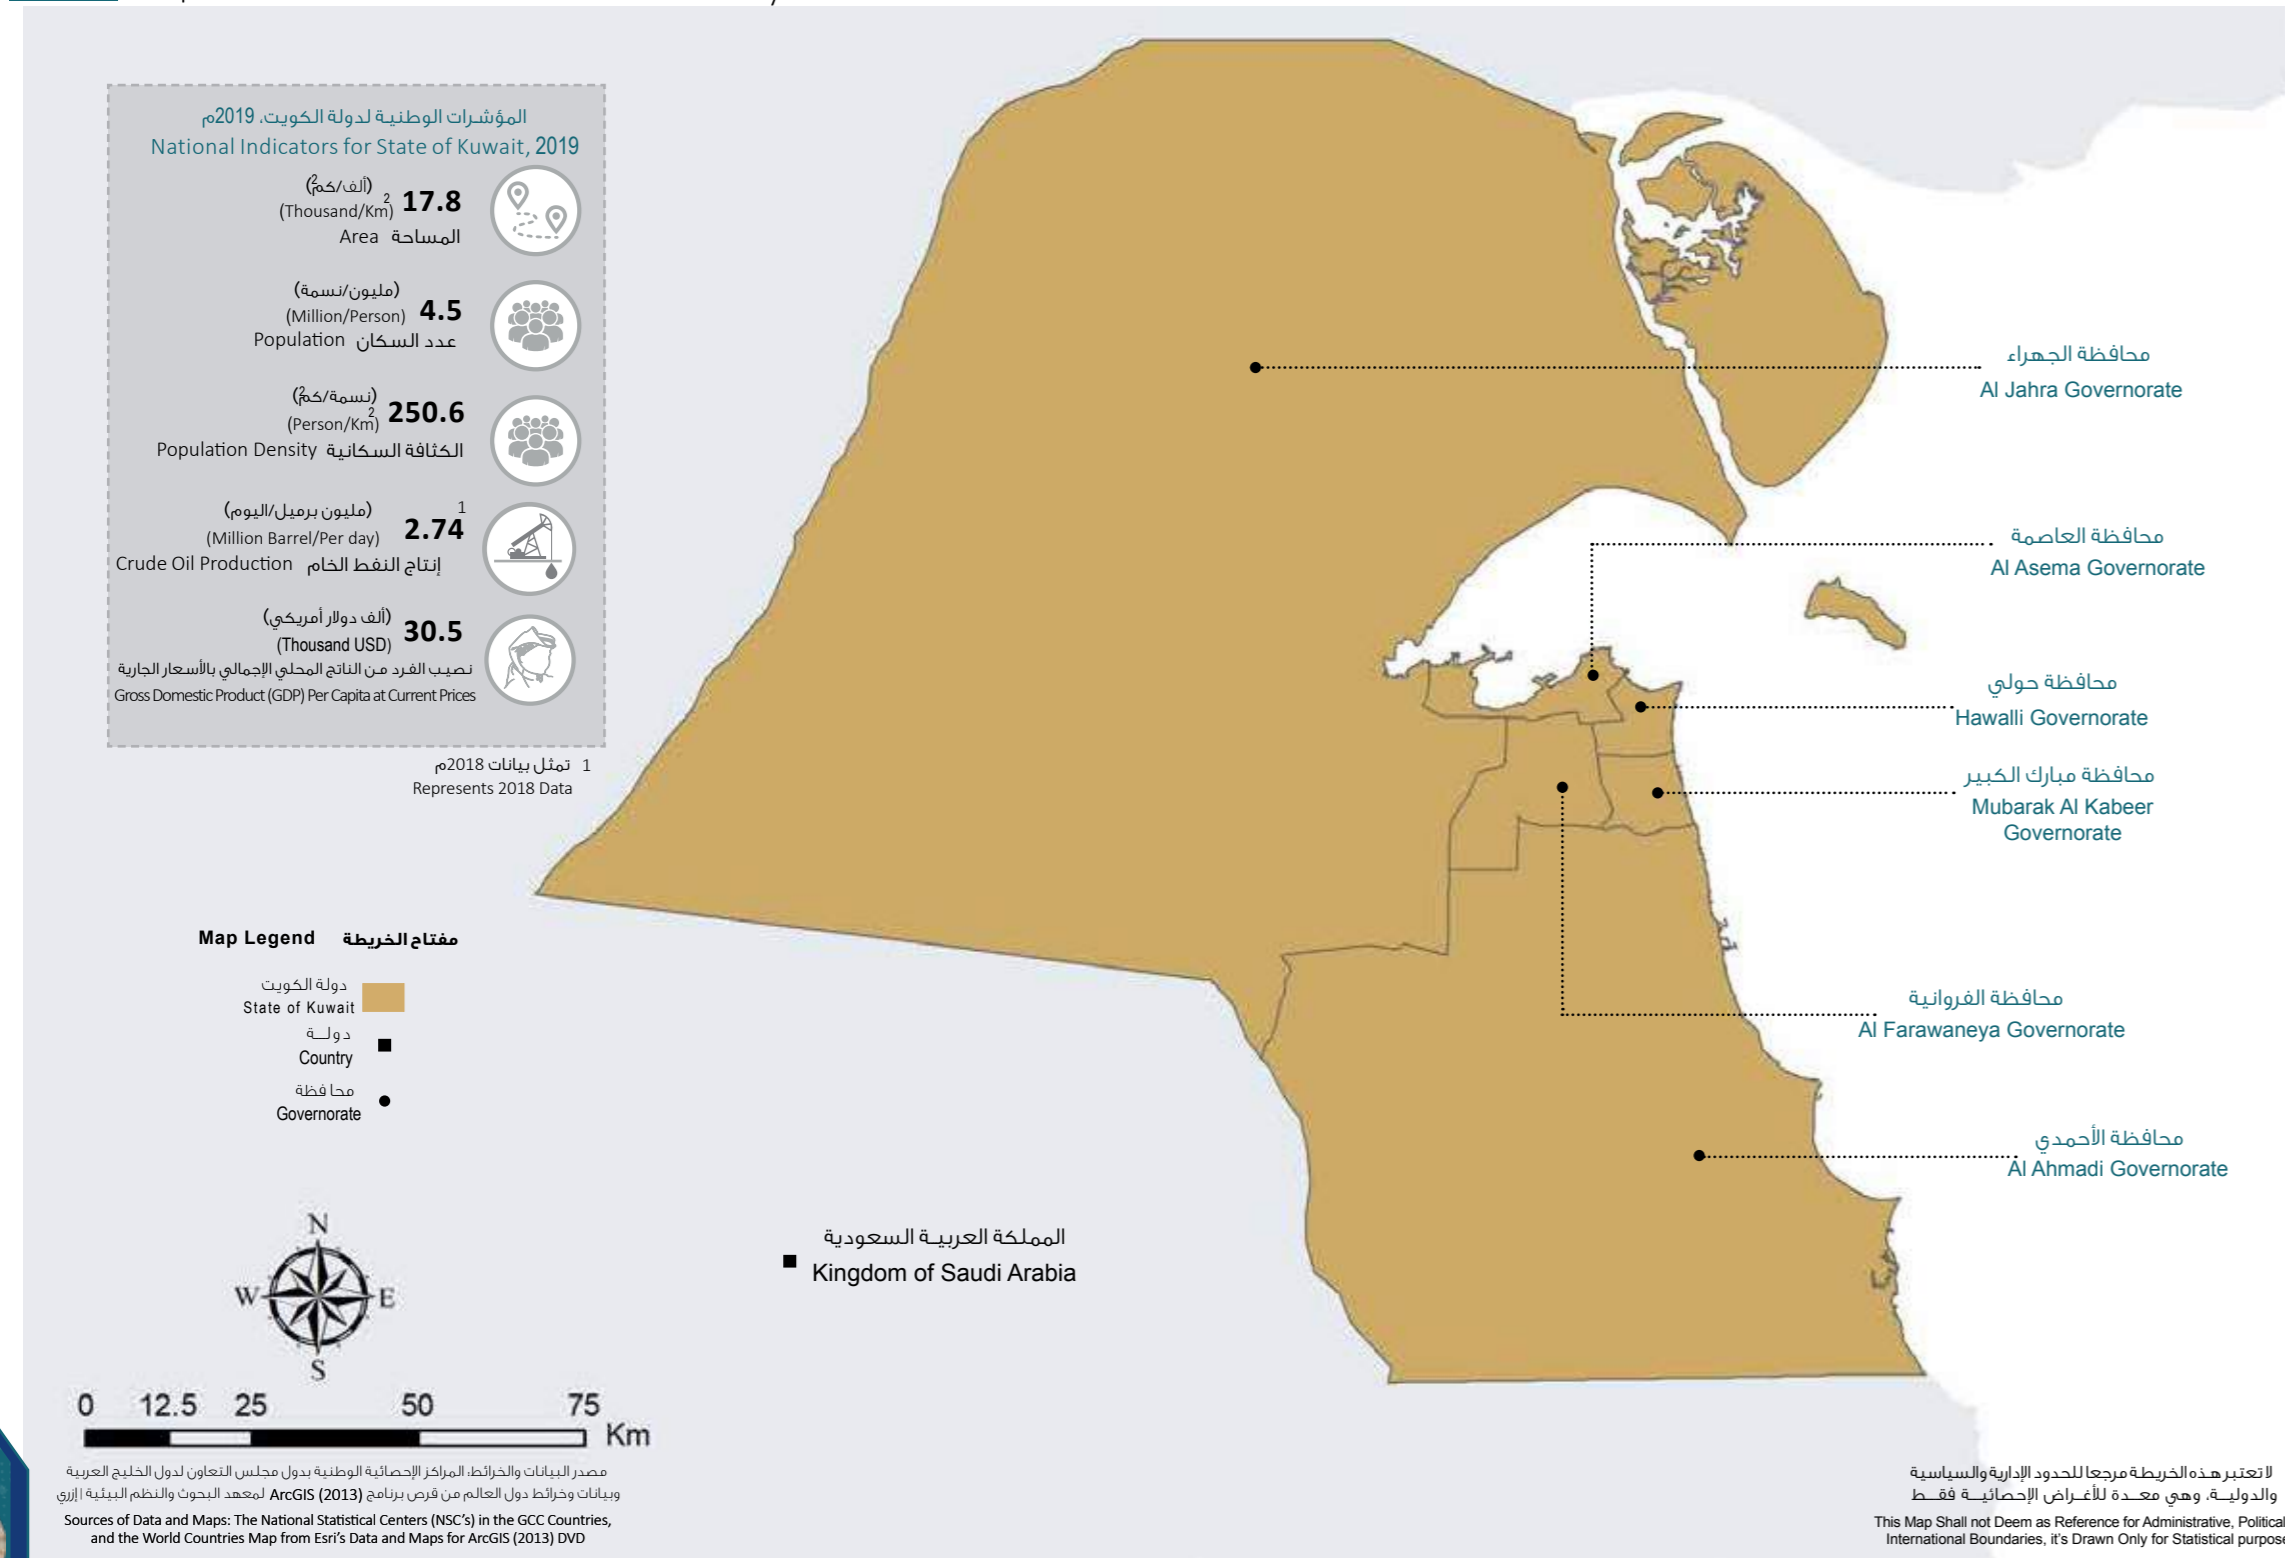 المؤشرات الوطنية لدولة الكويت، 2019م
National Indicators for State of Kuwait, 2019
(ألف/كم2)
(Thousand/Km2) 17.8
المساحة Area
(مليون/نسمة)
(Million/Person) 4.5
عدد السكان Population
(نسمة/كم2)
(Person/Km2) 250.6
الكثافة السكانية Population Density
(مليون برميل/اليوم) 1
(Million Barrel/Per day) 2.74
إنتاج النفط الخام Crude Oil Production
(ألف دولار أمريكي)
(Thousand USD) 30.5
نصيب الفرد من الناتج المحلي الإجمالي بالأسعار الجارية
Gross Domestic Product (GDP) Per Capita at Current Prices
1 تمثل بيانات 2018م
Represents 2018 Data
محافظة الجهراء
Al Jahra Governorate
محافظة العاصمة
Al Asema Governorate
محافظة حولي
Hawalli Governorate
محافظة مبارك الكبير
Mubarak Al Kabeer
Governorate
محافظة الفروانية
Al Farawaneya Governorate
محافظة الأحمدي
Al Ahmadi Governorate
مفتاح الخريطة Map Legend
دولة الكويت
State of Kuwait
دولــة
Country
محافظة
Governorate
المملكة العربيــة السعودية
Kingdom of Saudi Arabia
N
W E
S
0 12.5 25 50 75
Km
مصدر البيانات والخرائط: المراكز الإحصائية الوطنية بدول مجلس التعاون لدول الخليج العربية
وبيانات وخرائط دول العالم من قرص برنامج ArcGIS (2013) لمعهد البحوث والنظم البيئية | إزري
Sources of Data and Maps: The National Statistical Centers (NSC's) in the GCC Countries,
and the World Countries Map from Esri's Data and Maps for ArcGIS (2013) DVD
لا تعتبر هـذه الخريطـة مرجعا للحدود الإدارية والسياسية
والدوليــة، وهي معــدة للأغــراض الإحصائيــة فقــط
This Map Shall not Deem as Reference for Administrative, Political
International Boundaries, it's Drawn Only for Statistical purpose